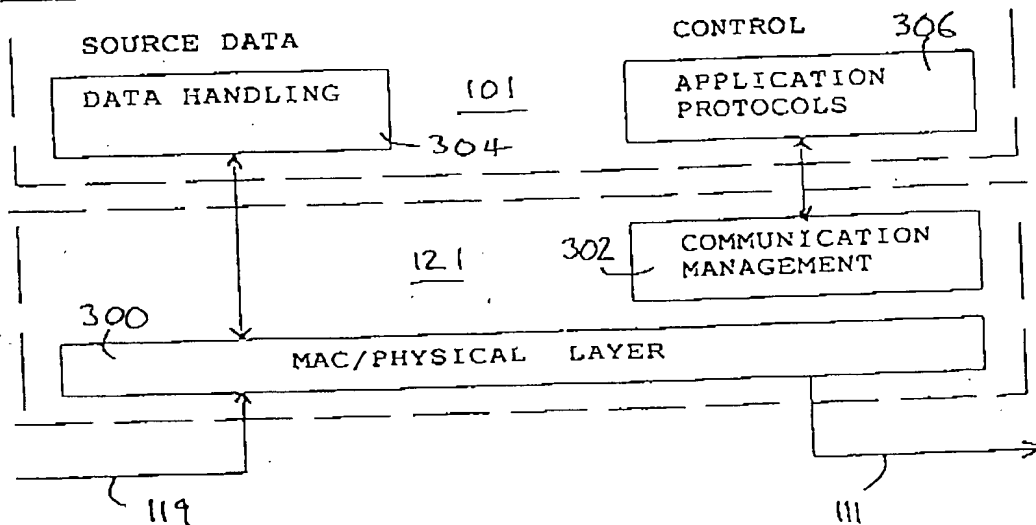 SOURCE DATA
CONTROL
306
DATA HANDLING
101
APPLICATION
PROTOCOLS
304
302
COMMUNICATION
MANAGEMENT
121
300
MAC/PHYSICAL LAYER
119
111